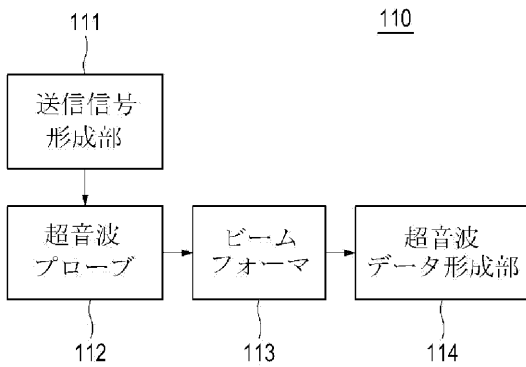 111
110
送信信号
形成部
超音波
プローブ
ビーム
フォーマ
超音波
データ形成部
112
113
114